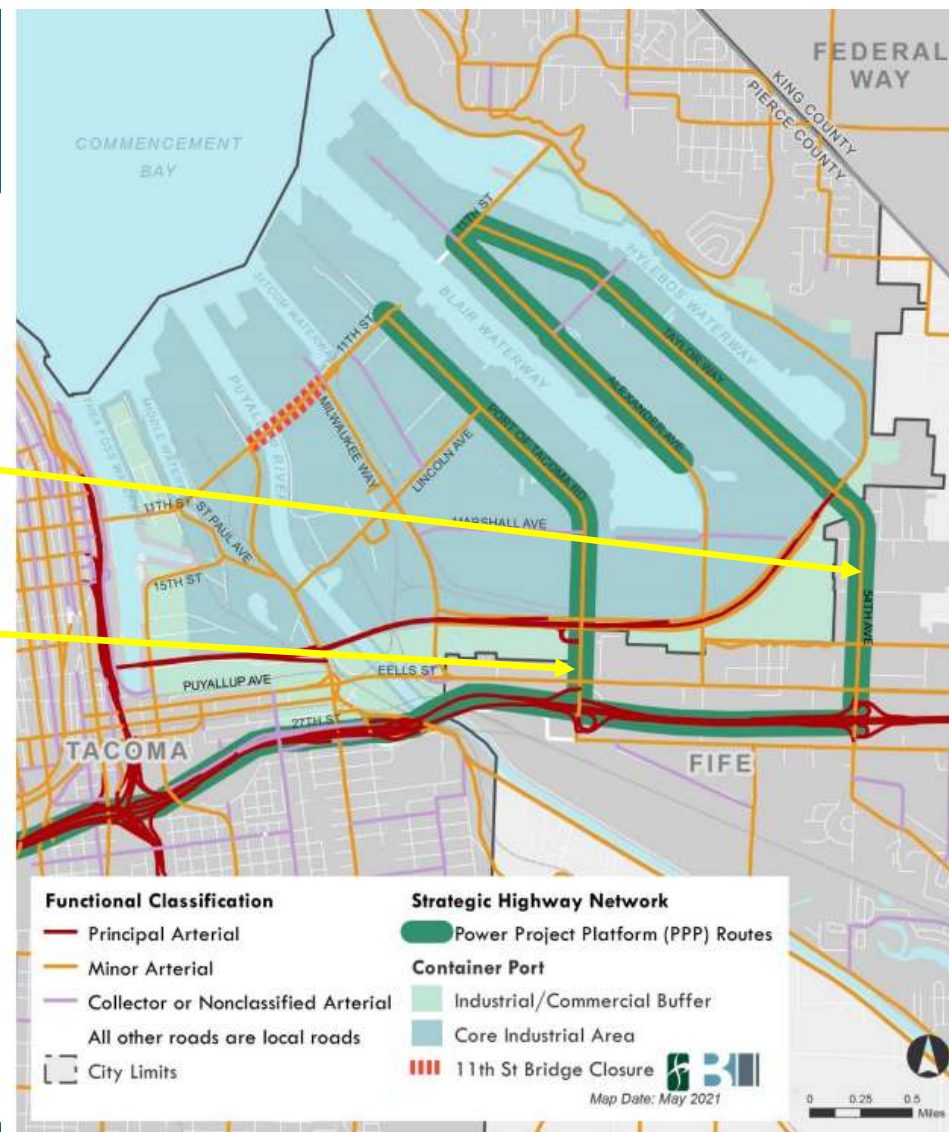 FEDERAL
WAY
KING COUNTY
PIERCE COUNTY
COMMENCEMENT
BAY
11TH ST
HYLEBOS WATERWAY
BLAIR WATERWAY
SITCUM WATERWAY
11TH ST
TAYLOR WAY
ALEXANDER AVE
PUYALLUP RIVER
MILWAUKEE WAY
PORT OF TACOMA RD
LINCOLN AVE
THEA FOSS WATERWAY
MIDDLE WATERWAY
11TH ST
ST PAUL AVE
MARSHALL AVE
15TH ST
54TH AVE
EELLS ST
PUYALLUP AVE
27TH ST
TACOMA
FIFE
Functional Classification
Principal Arterial
Minor Arterial
Collector or Nonclassified Arterial
All other roads are local roads
City Limits
Strategic Highway Network
Power Project Platform (PPP) Routes
Container Port
Industrial/Commercial Buffer
Core Industrial Area
11th St Bridge Closure
Map Date: May 2021
0 0.25 0.5
Miles